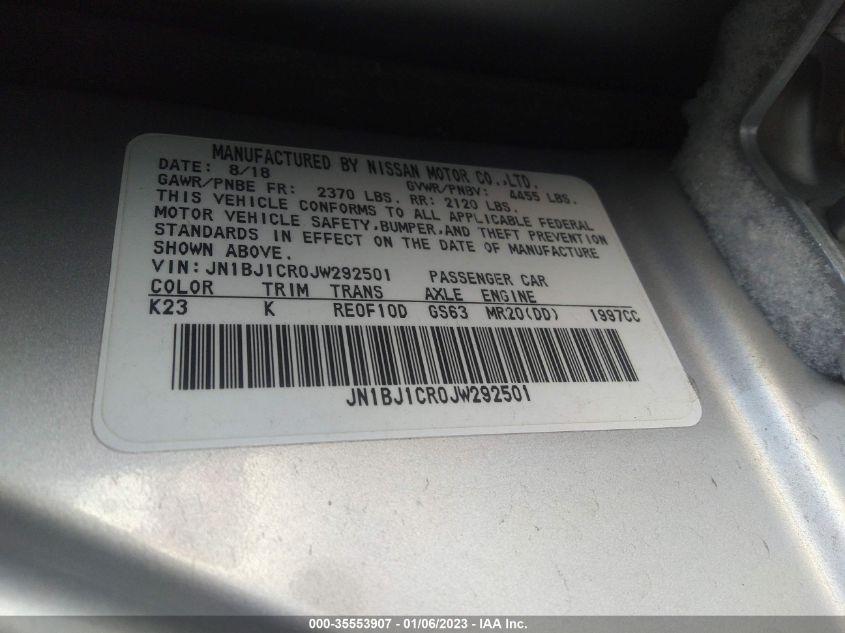 MANUFACTURED BY NISSAN MOTOR CO.,LTD.
DATE: 8/18 GVWR/PNBV: 4455 LBS.
GAWR/PNBE FR: 2370 LBS. RR: 2120 LBS.
THIS VEHICLE CONFORMS TO ALL APPLICABLE FEDERAL
MOTOR VEHICLE SAFETY,BUMPER,AND THEFT PREVENTION
STANDARDS IN EFFECT ON THE DATE OF MANUFACTURE
SHOWN ABOVE.
VIN: JN1BJ1CR0JW292501 PASSENGER CAR
COLOR TRIM TRANS AXLE ENGINE
K23 K RE0F10D GS63 MR20(DD) 1997CC
JN1BJ1CR0JW292501
000-35553907 - 01/06/2023 - © IAA Inc.